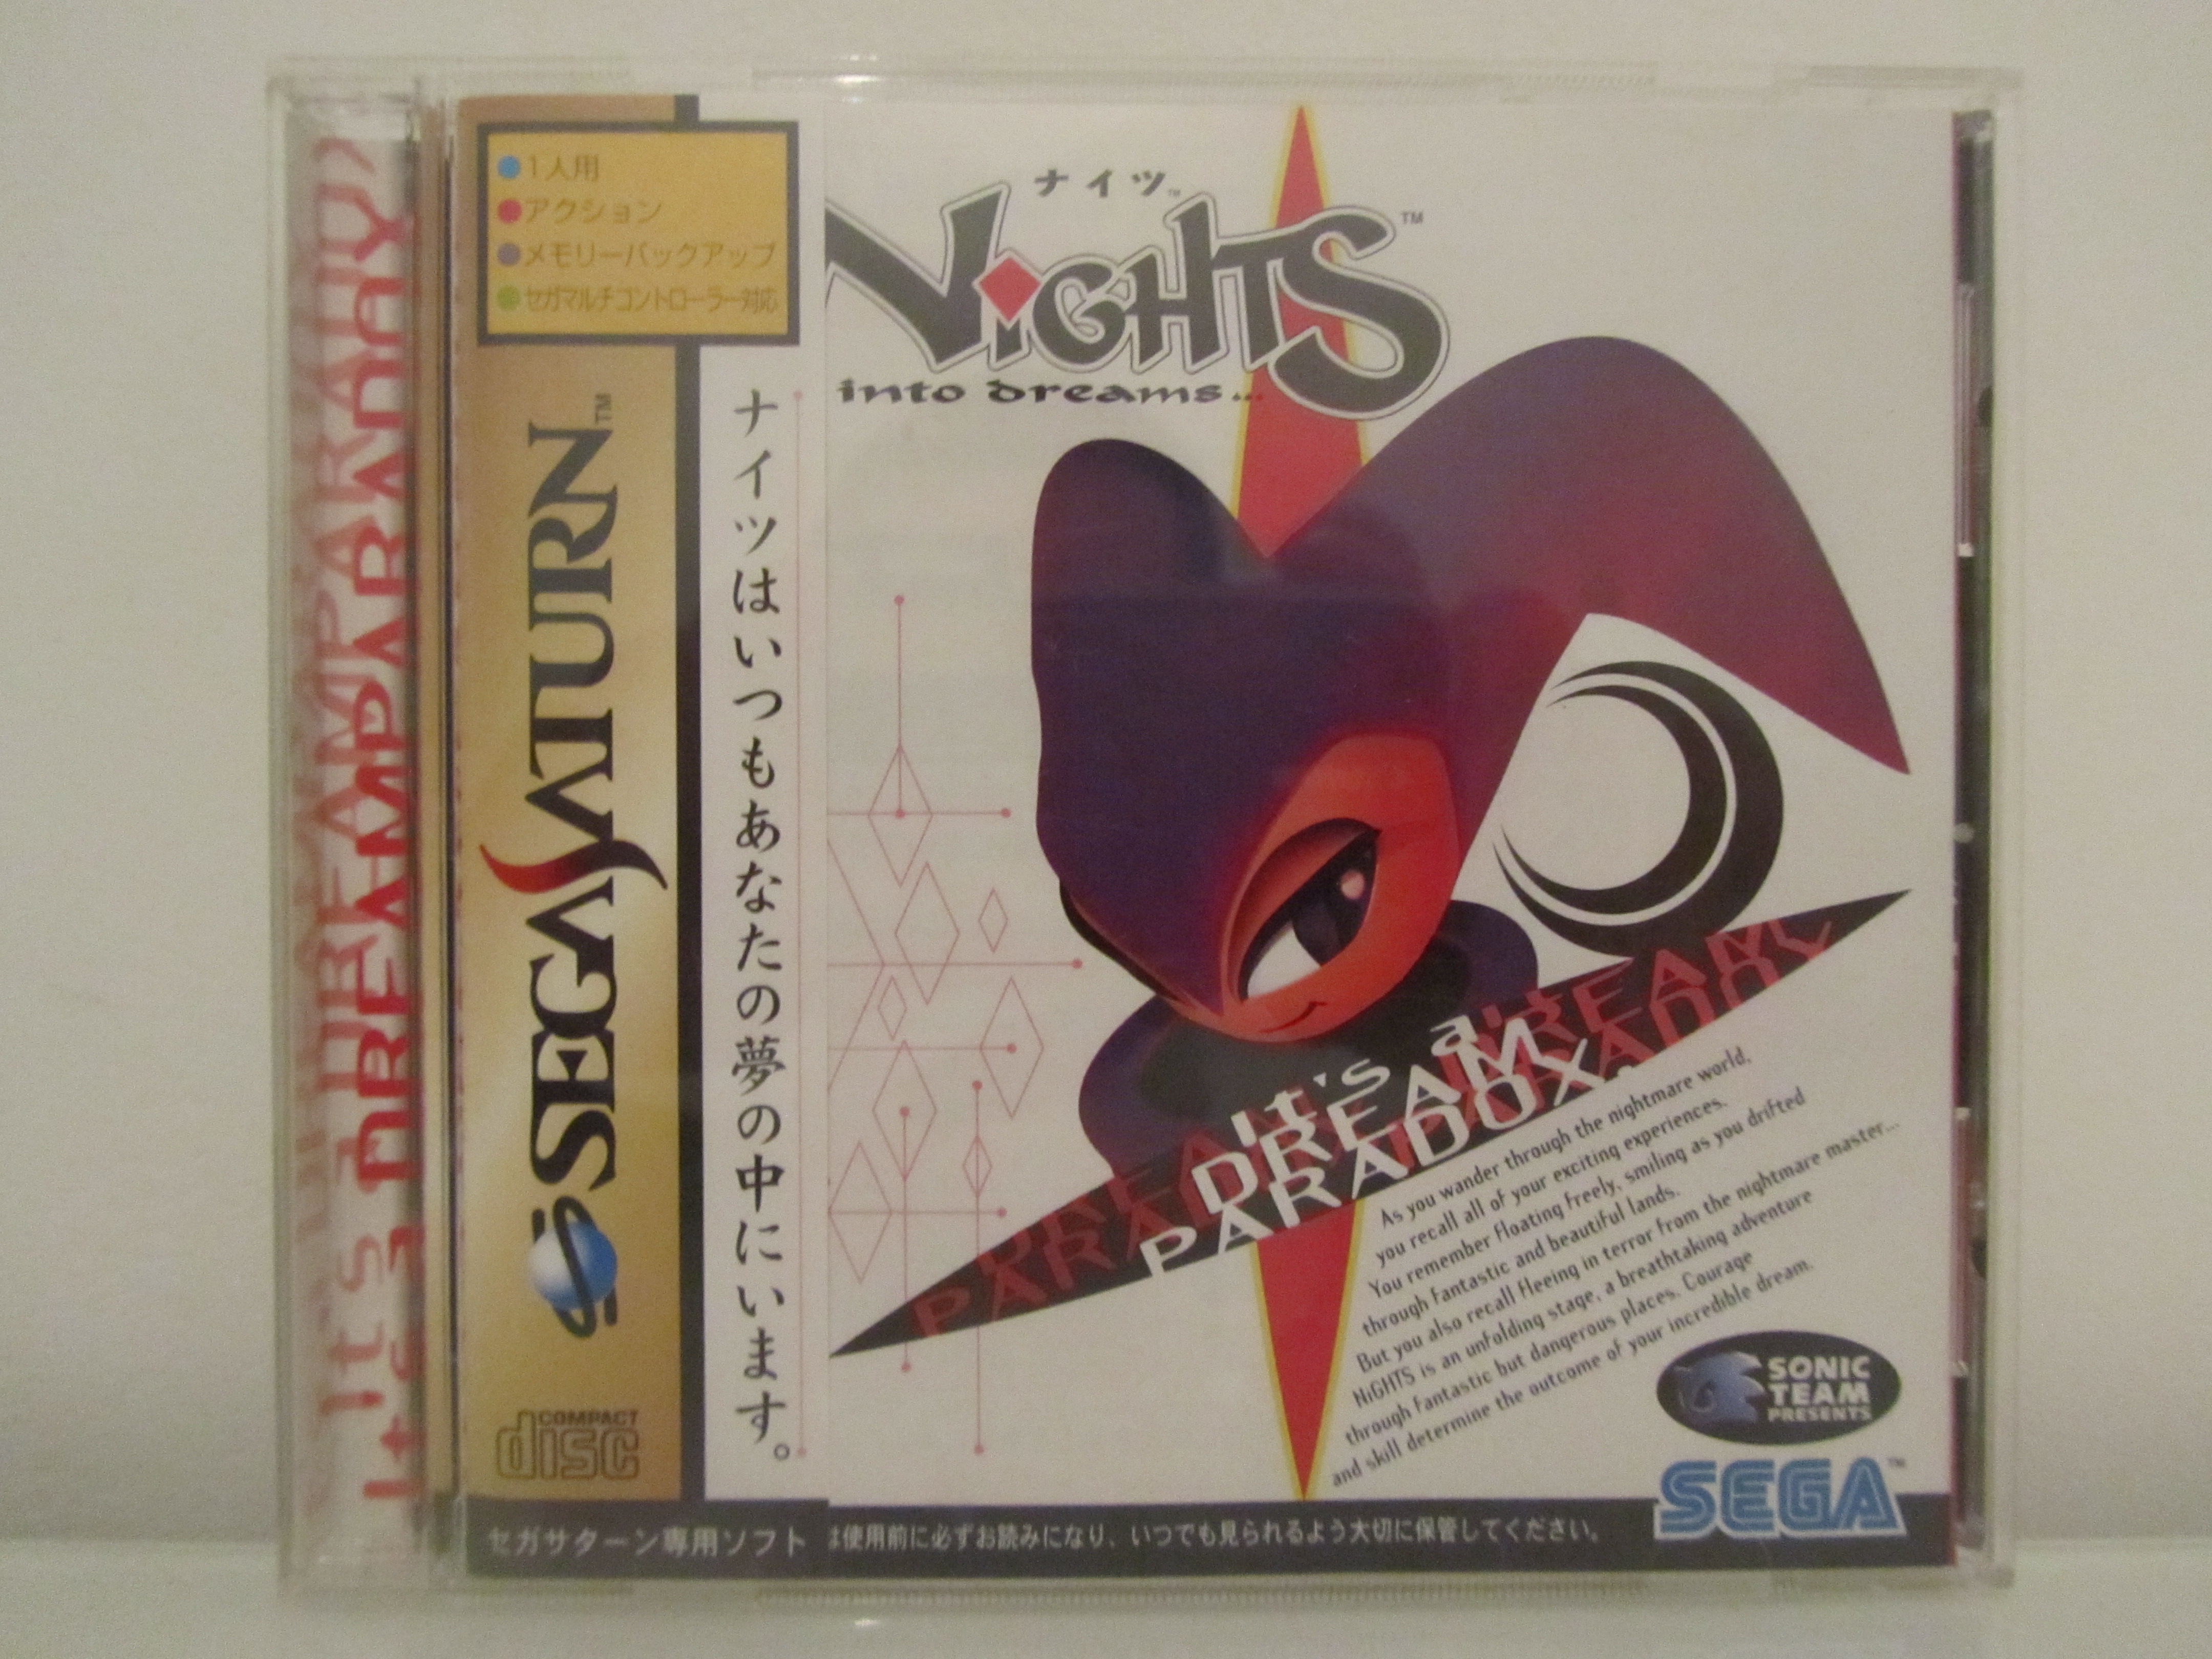 1人用
アクション
メモリーバックアップ
セガマルチコントローラー対応
SEGA SATURN™
COMPACT
disc
セガサターン専用ソフト
ナイツはいつもあなたの夢の中にいます。
ナイツ™
NiGHTS™
into dreams...
it's a
DREAM
PARADOX.
As you wander through the nightmare world,
you recall all of your exciting experiences.
You remember floating freely, smiling as you drifted
through fantastic and beautiful lands.
But you also recall fleeing in terror from the nightmare master...
NiGHTS is an unfolding stage, a breathtaking adventure
through fantastic but dangerous places. Courage
and skill determine the outcome of your incredible dream.
SONIC
TEAM
PRESENTS
SEGA™
は使用前に必ずお読みになり、いつでも見られるよう大切に保管してください。